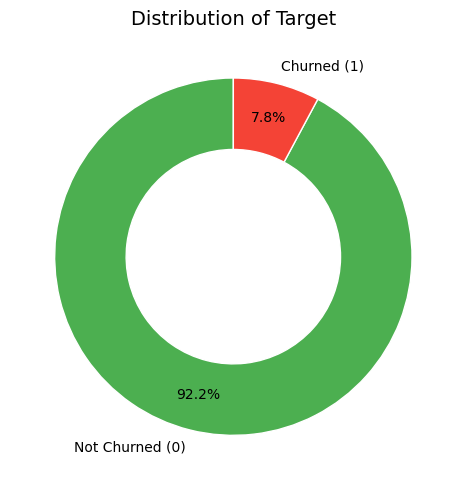 Distribution of Target
Churned (1)
7.8%
92.2%
Not Churned (0)